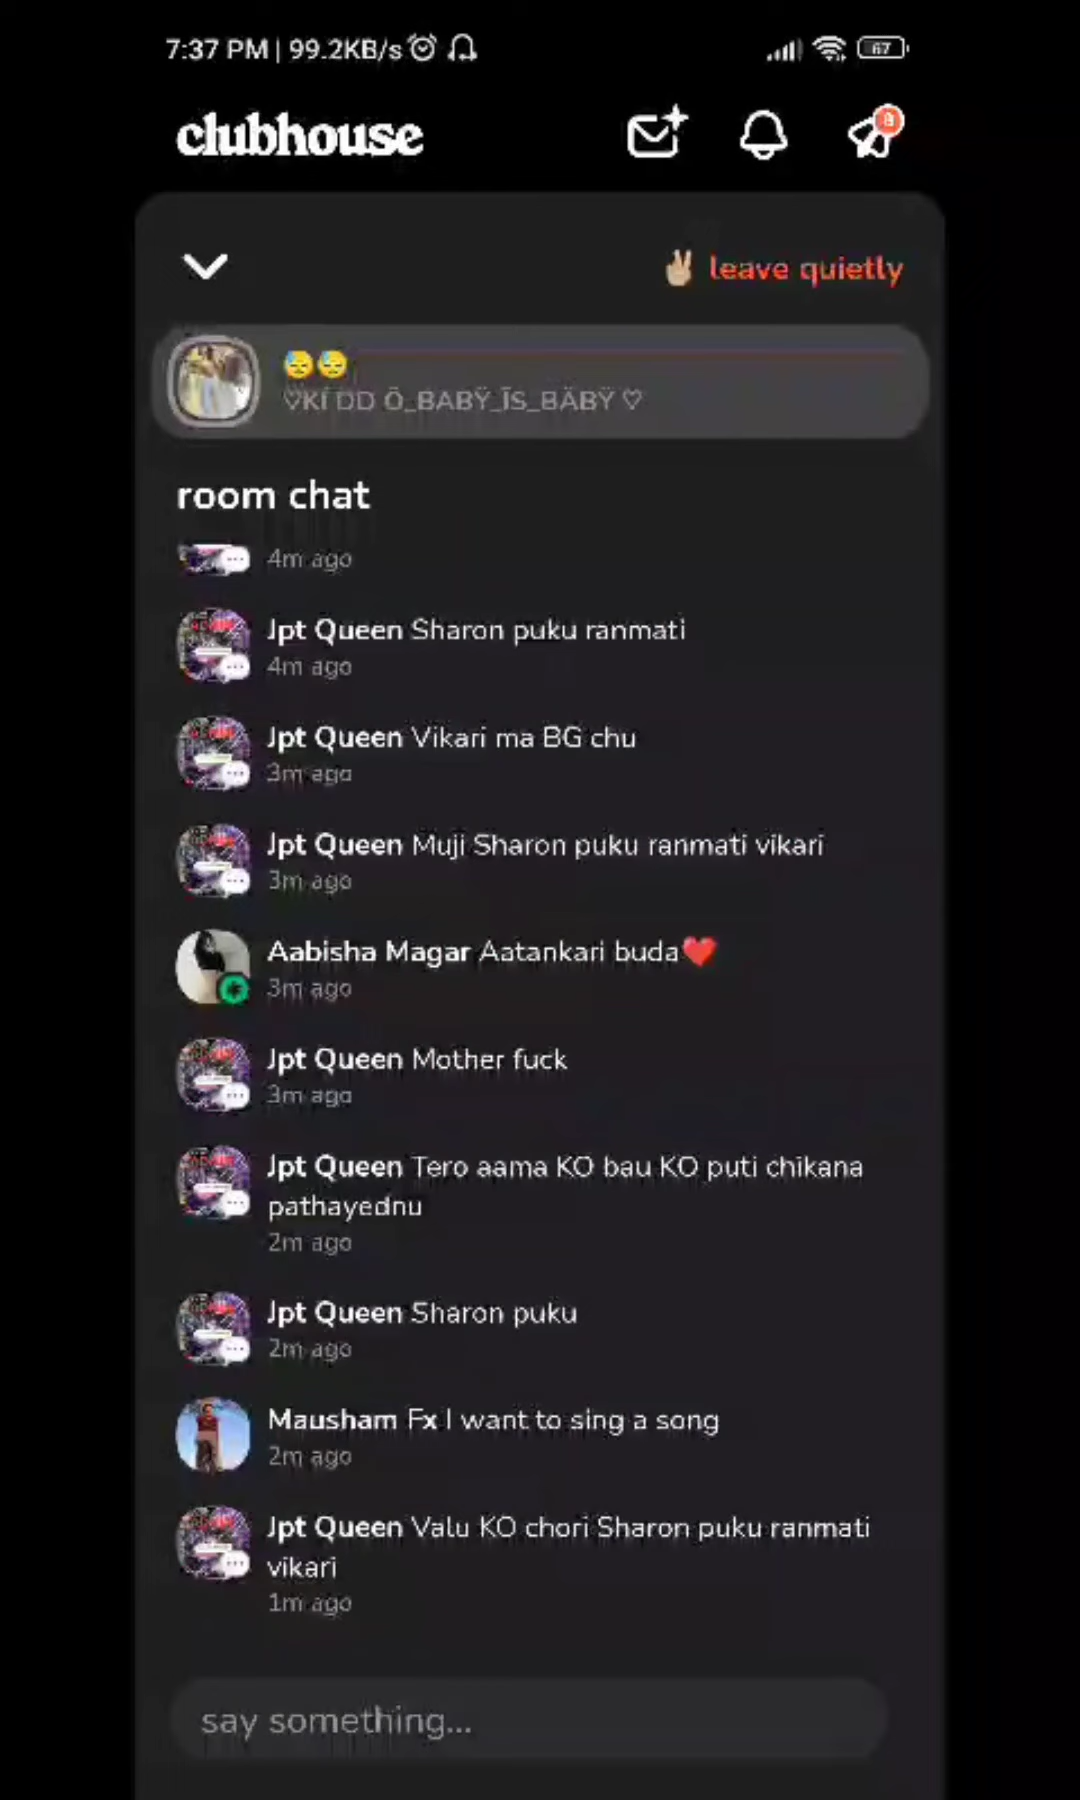 7:37 PM | 99.2KB/s
67
clubhouse
8
✌🏼 leave quietly
😓😓
♡KÍ DD Ö_BABŸ_ÏS_BÄBŸ ♡
room chat
4m ago
Jpt Queen Sharon puku ranmati
4m ago
Jpt Queen Vikari ma BG chu
3m ago
Jpt Queen Muji Sharon puku ranmati vikari
3m ago
Aabisha Magar Aatankari buda❤️
3m ago
Jpt Queen Mother fuck
3m ago
Jpt Queen Tero aama KO bau KO puti chikana
pathayednu
2m ago
Jpt Queen Sharon puku
2m ago
Mausham Fx I want to sing a song
2m ago
Jpt Queen Valu KO chori Sharon puku ranmati
vikari
1m ago
say something...